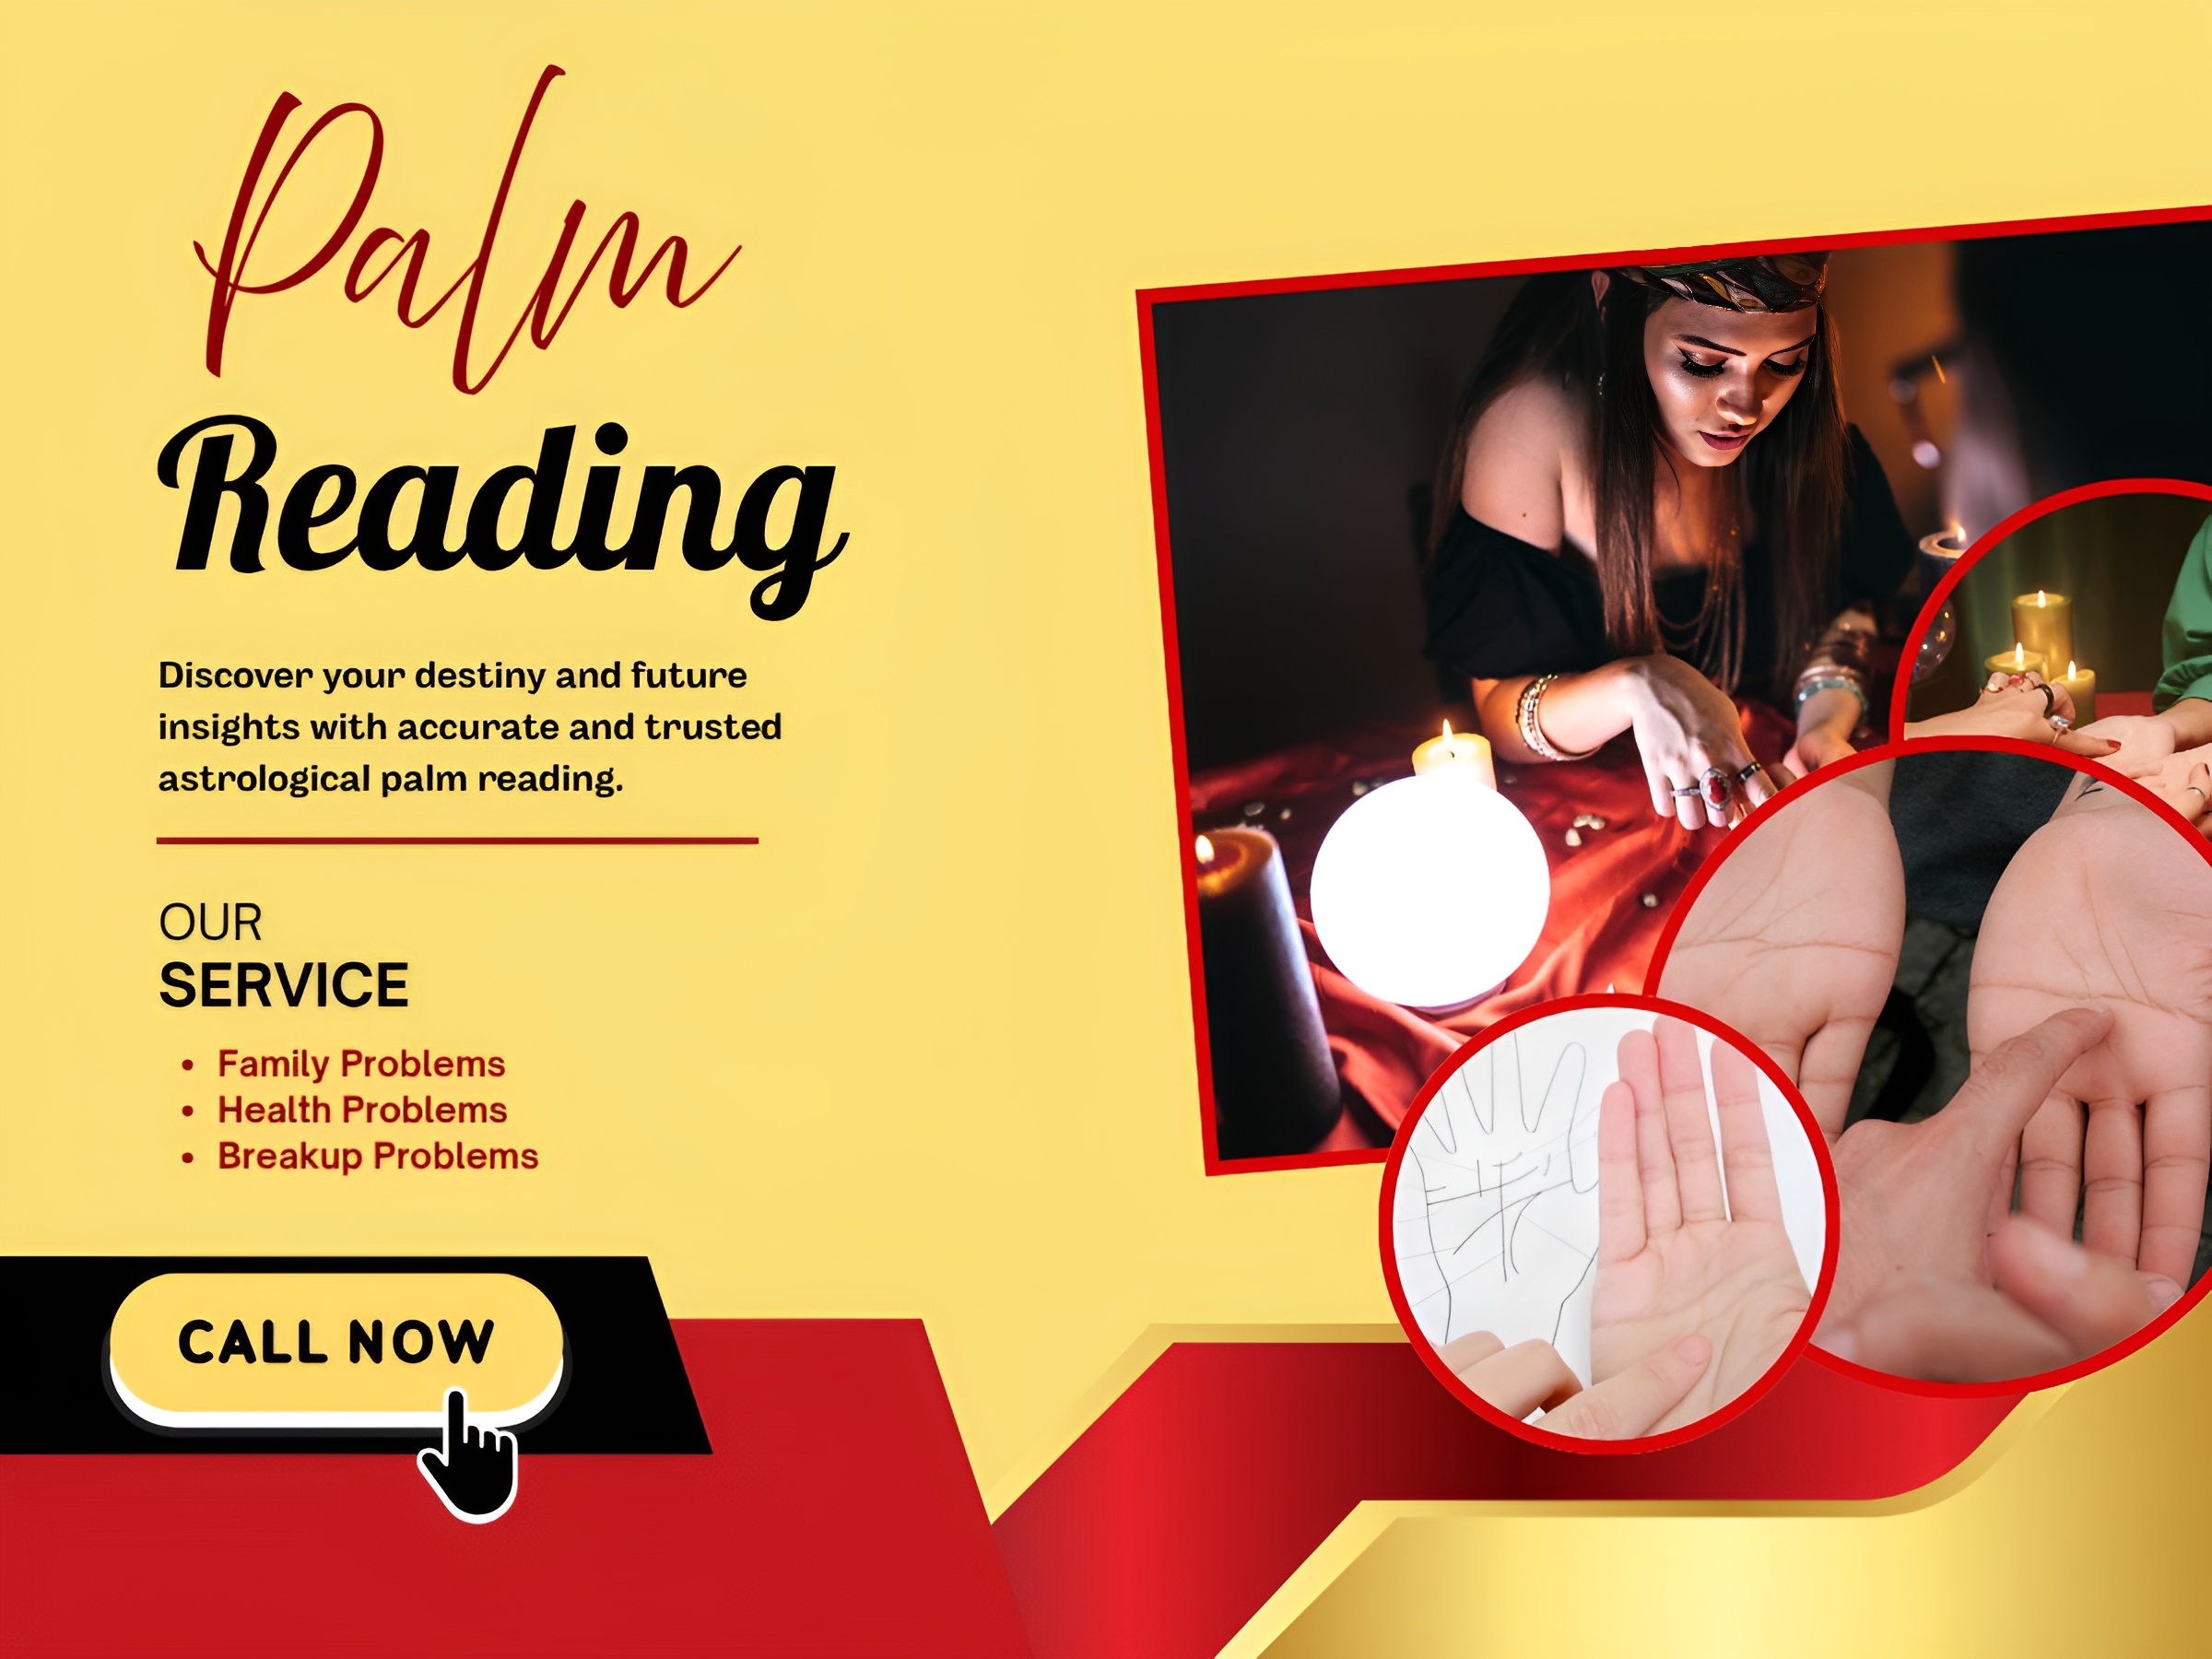 Palm
Reading
Discover your destiny and future
insights with accurate and trusted
astrological palm reading.
OUR
SERVICE
• Family Problems
• Health Problems
• Breakup Problems
CALL NOW